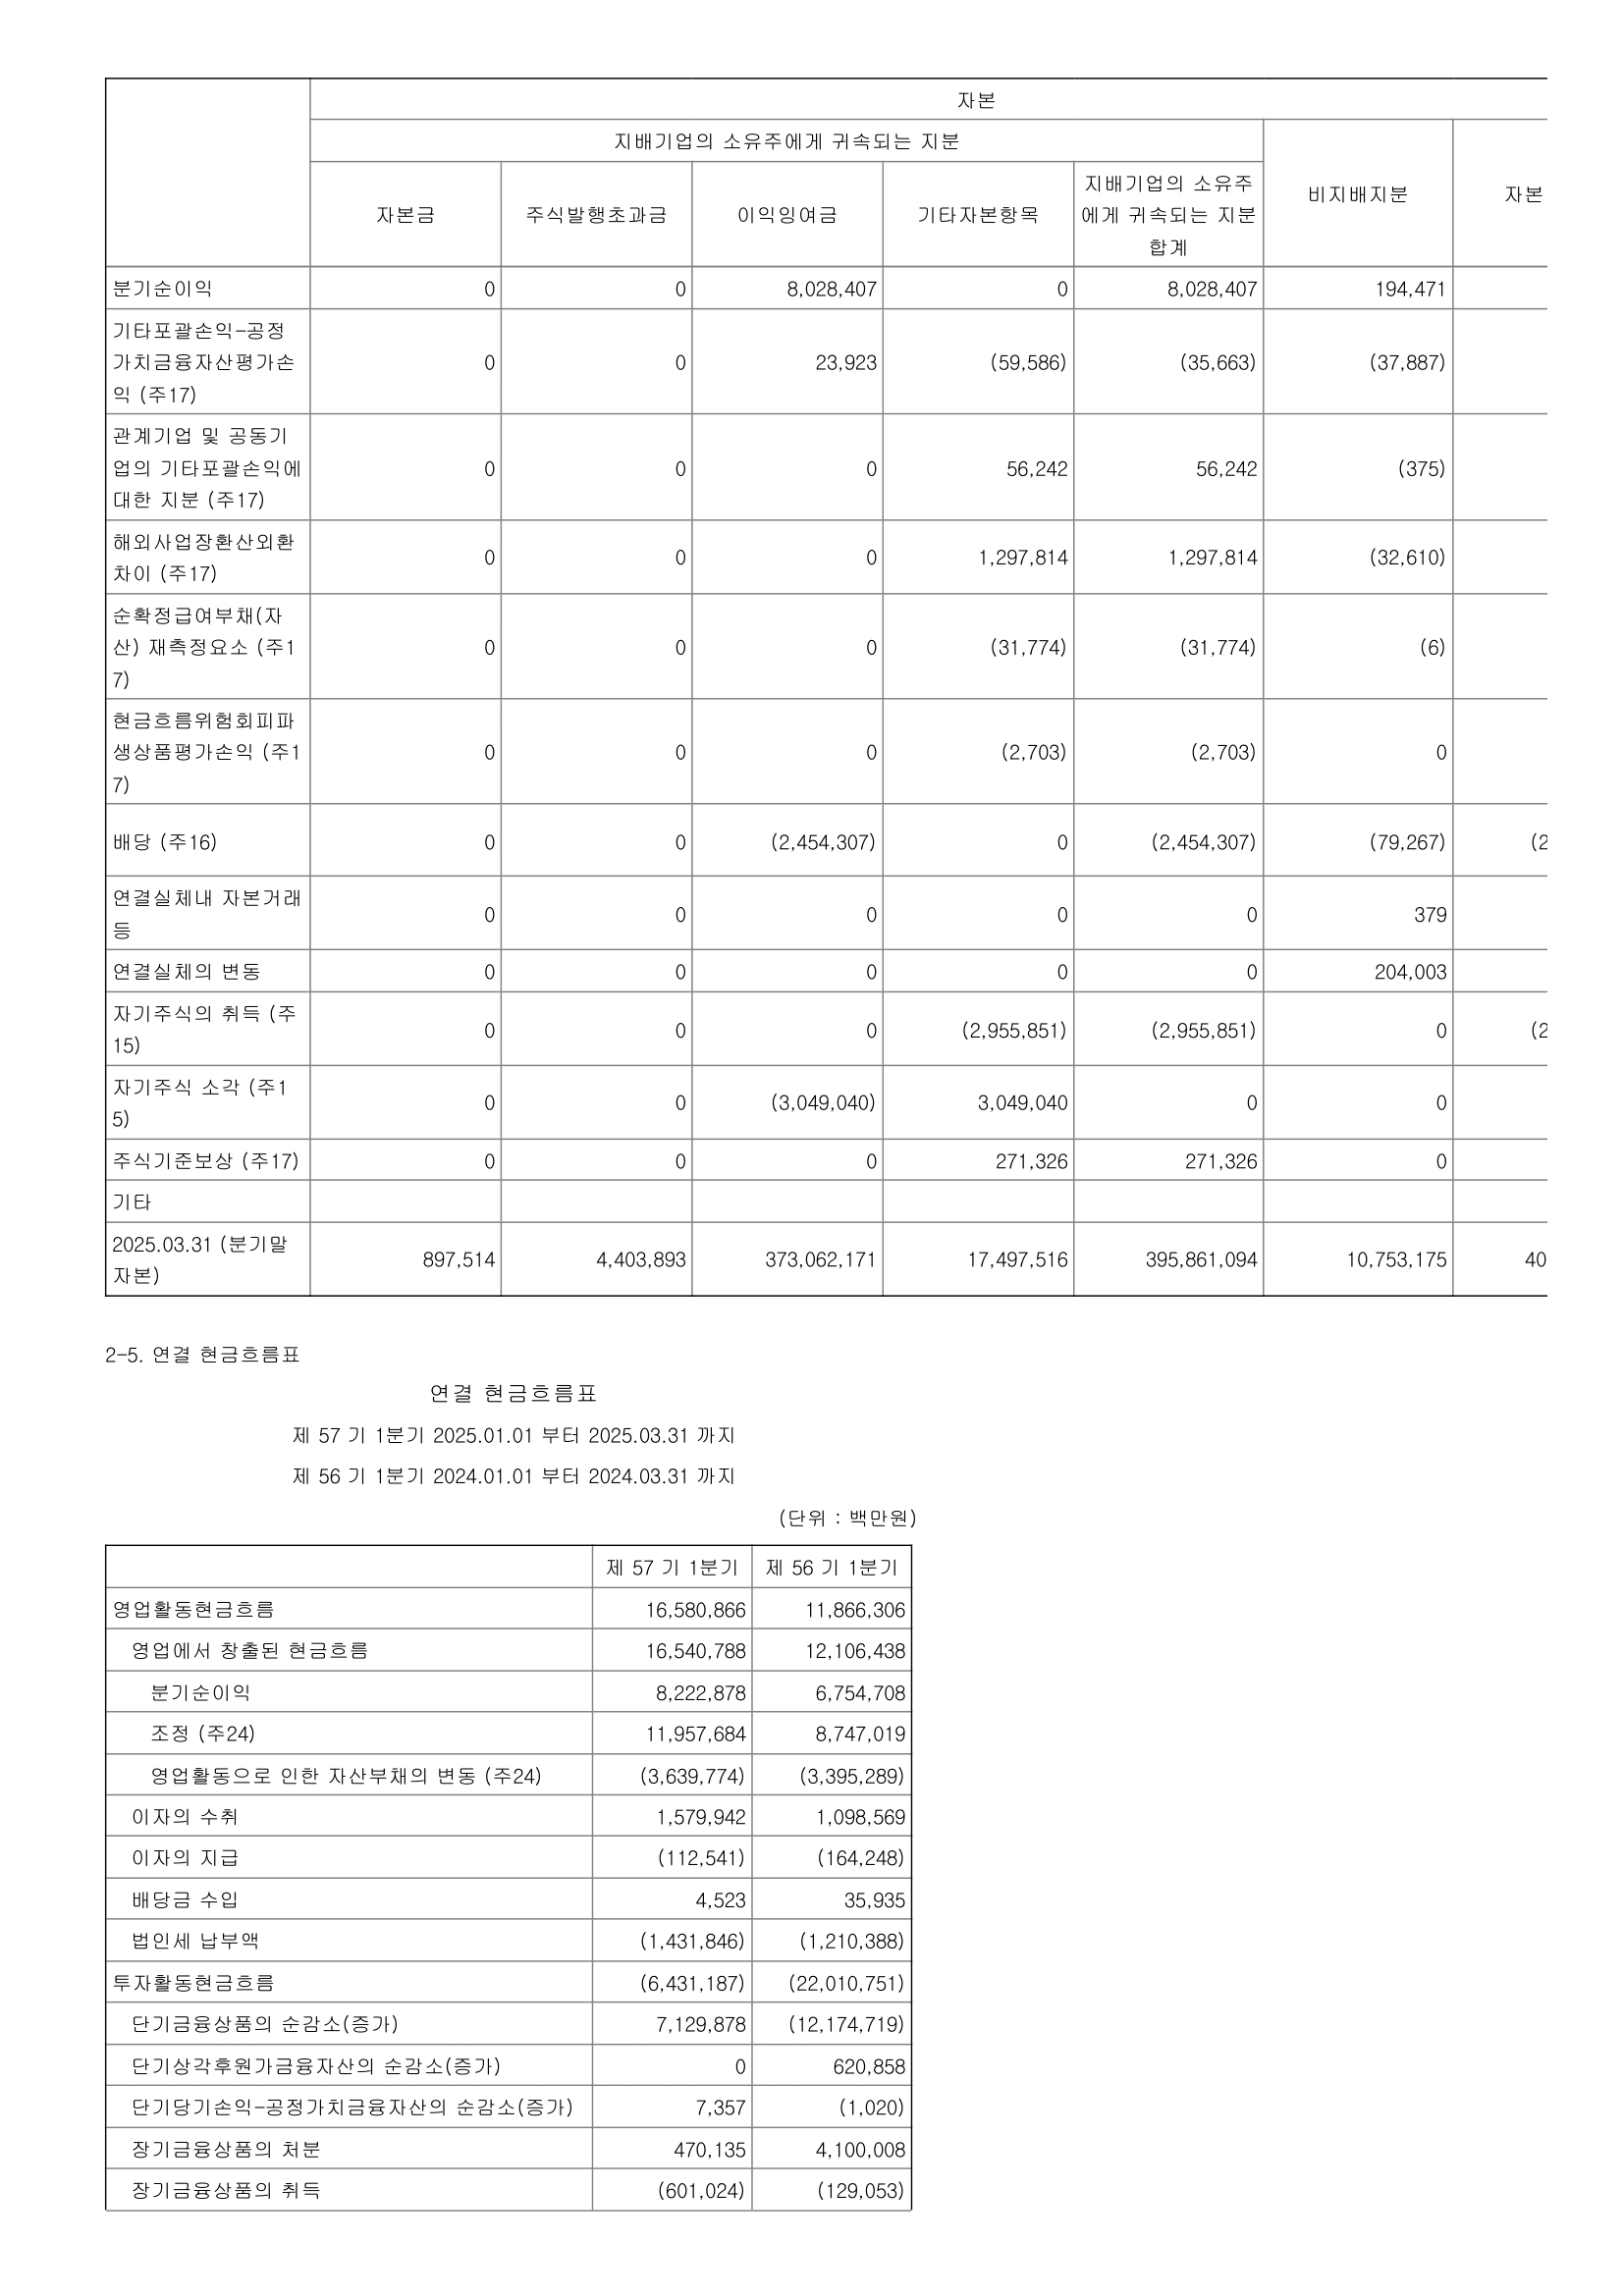 자본
지배기업의 소유주에게 귀속되는 지분
비지배지분 자본
자본금 주식발행초과금 이익잉여금 기타자본항목 지배기업의 소유주
에게 귀속되는 지분
합계
분기순이익 0 0 8,028,407 0 8,028,407 194,471
기타포괄손익-공정
가치금융자산평가손
익 (주17) 0 0 23,923 (59,586) (35,663) (37,887)
관계기업 및 공동기
업의 기타포괄손익에
대한 지분 (주17) 0 0 0 56,242 56,242 (375)
해외사업장환산외환
차이 (주17) 0 0 0 1,297,814 1,297,814 (32,610)
순확정급여부채(자
산) 재측정요소 (주1
7) 0 0 0 (31,774) (31,774) (6)
현금흐름위험회피파
생상품평가손익 (주1
7) 0 0 0 (2,703) (2,703) 0
배당 (주16) 0 0 (2,454,307) 0 (2,454,307) (79,267) (2
연결실체내 자본거래
등 0 0 0 0 0 379
연결실체의 변동 0 0 0 0 0 204,003
자기주식의 취득 (주
15) 0 0 0 (2,955,851) (2,955,851) 0 (2
자기주식 소각 (주1
5) 0 0 (3,049,040) 3,049,040 0 0
주식기준보상 (주17) 0 0 0 271,326 271,326 0
기타
2025.03.31 (분기말
자본) 897,514 4,403,893 373,062,171 17,497,516 395,861,094 10,753,175 40
2-5. 연결 현금흐름표
연결 현금흐름표
제 57 기 1분기 2025.01.01 부터 2025.03.31 까지
제 56 기 1분기 2024.01.01 부터 2024.03.31 까지
(단위 : 백만원)
제 57 기 1분기 제 56 기 1분기
영업활동현금흐름 16,580,866 11,866,306
영업에서 창출된 현금흐름 16,540,788 12,106,438
분기순이익 8,222,878 6,754,708
조정 (주24) 11,957,684 8,747,019
영업활동으로 인한 자산부채의 변동 (주24) (3,639,774) (3,395,289)
이자의 수취 1,579,942 1,098,569
이자의 지급 (112,541) (164,248)
배당금 수입 4,523 35,935
법인세 납부액 (1,431,846) (1,210,388)
투자활동현금흐름 (6,431,187) (22,010,751)
단기금융상품의 순감소(증가) 7,129,878 (12,174,719)
단기상각후원가금융자산의 순감소(증가) 0 620,858
단기당기손익-공정가치금융자산의 순감소(증가) 7,357 (1,020)
장기금융상품의 처분 470,135 4,100,008
장기금융상품의 취득 (601,024) (129,053)